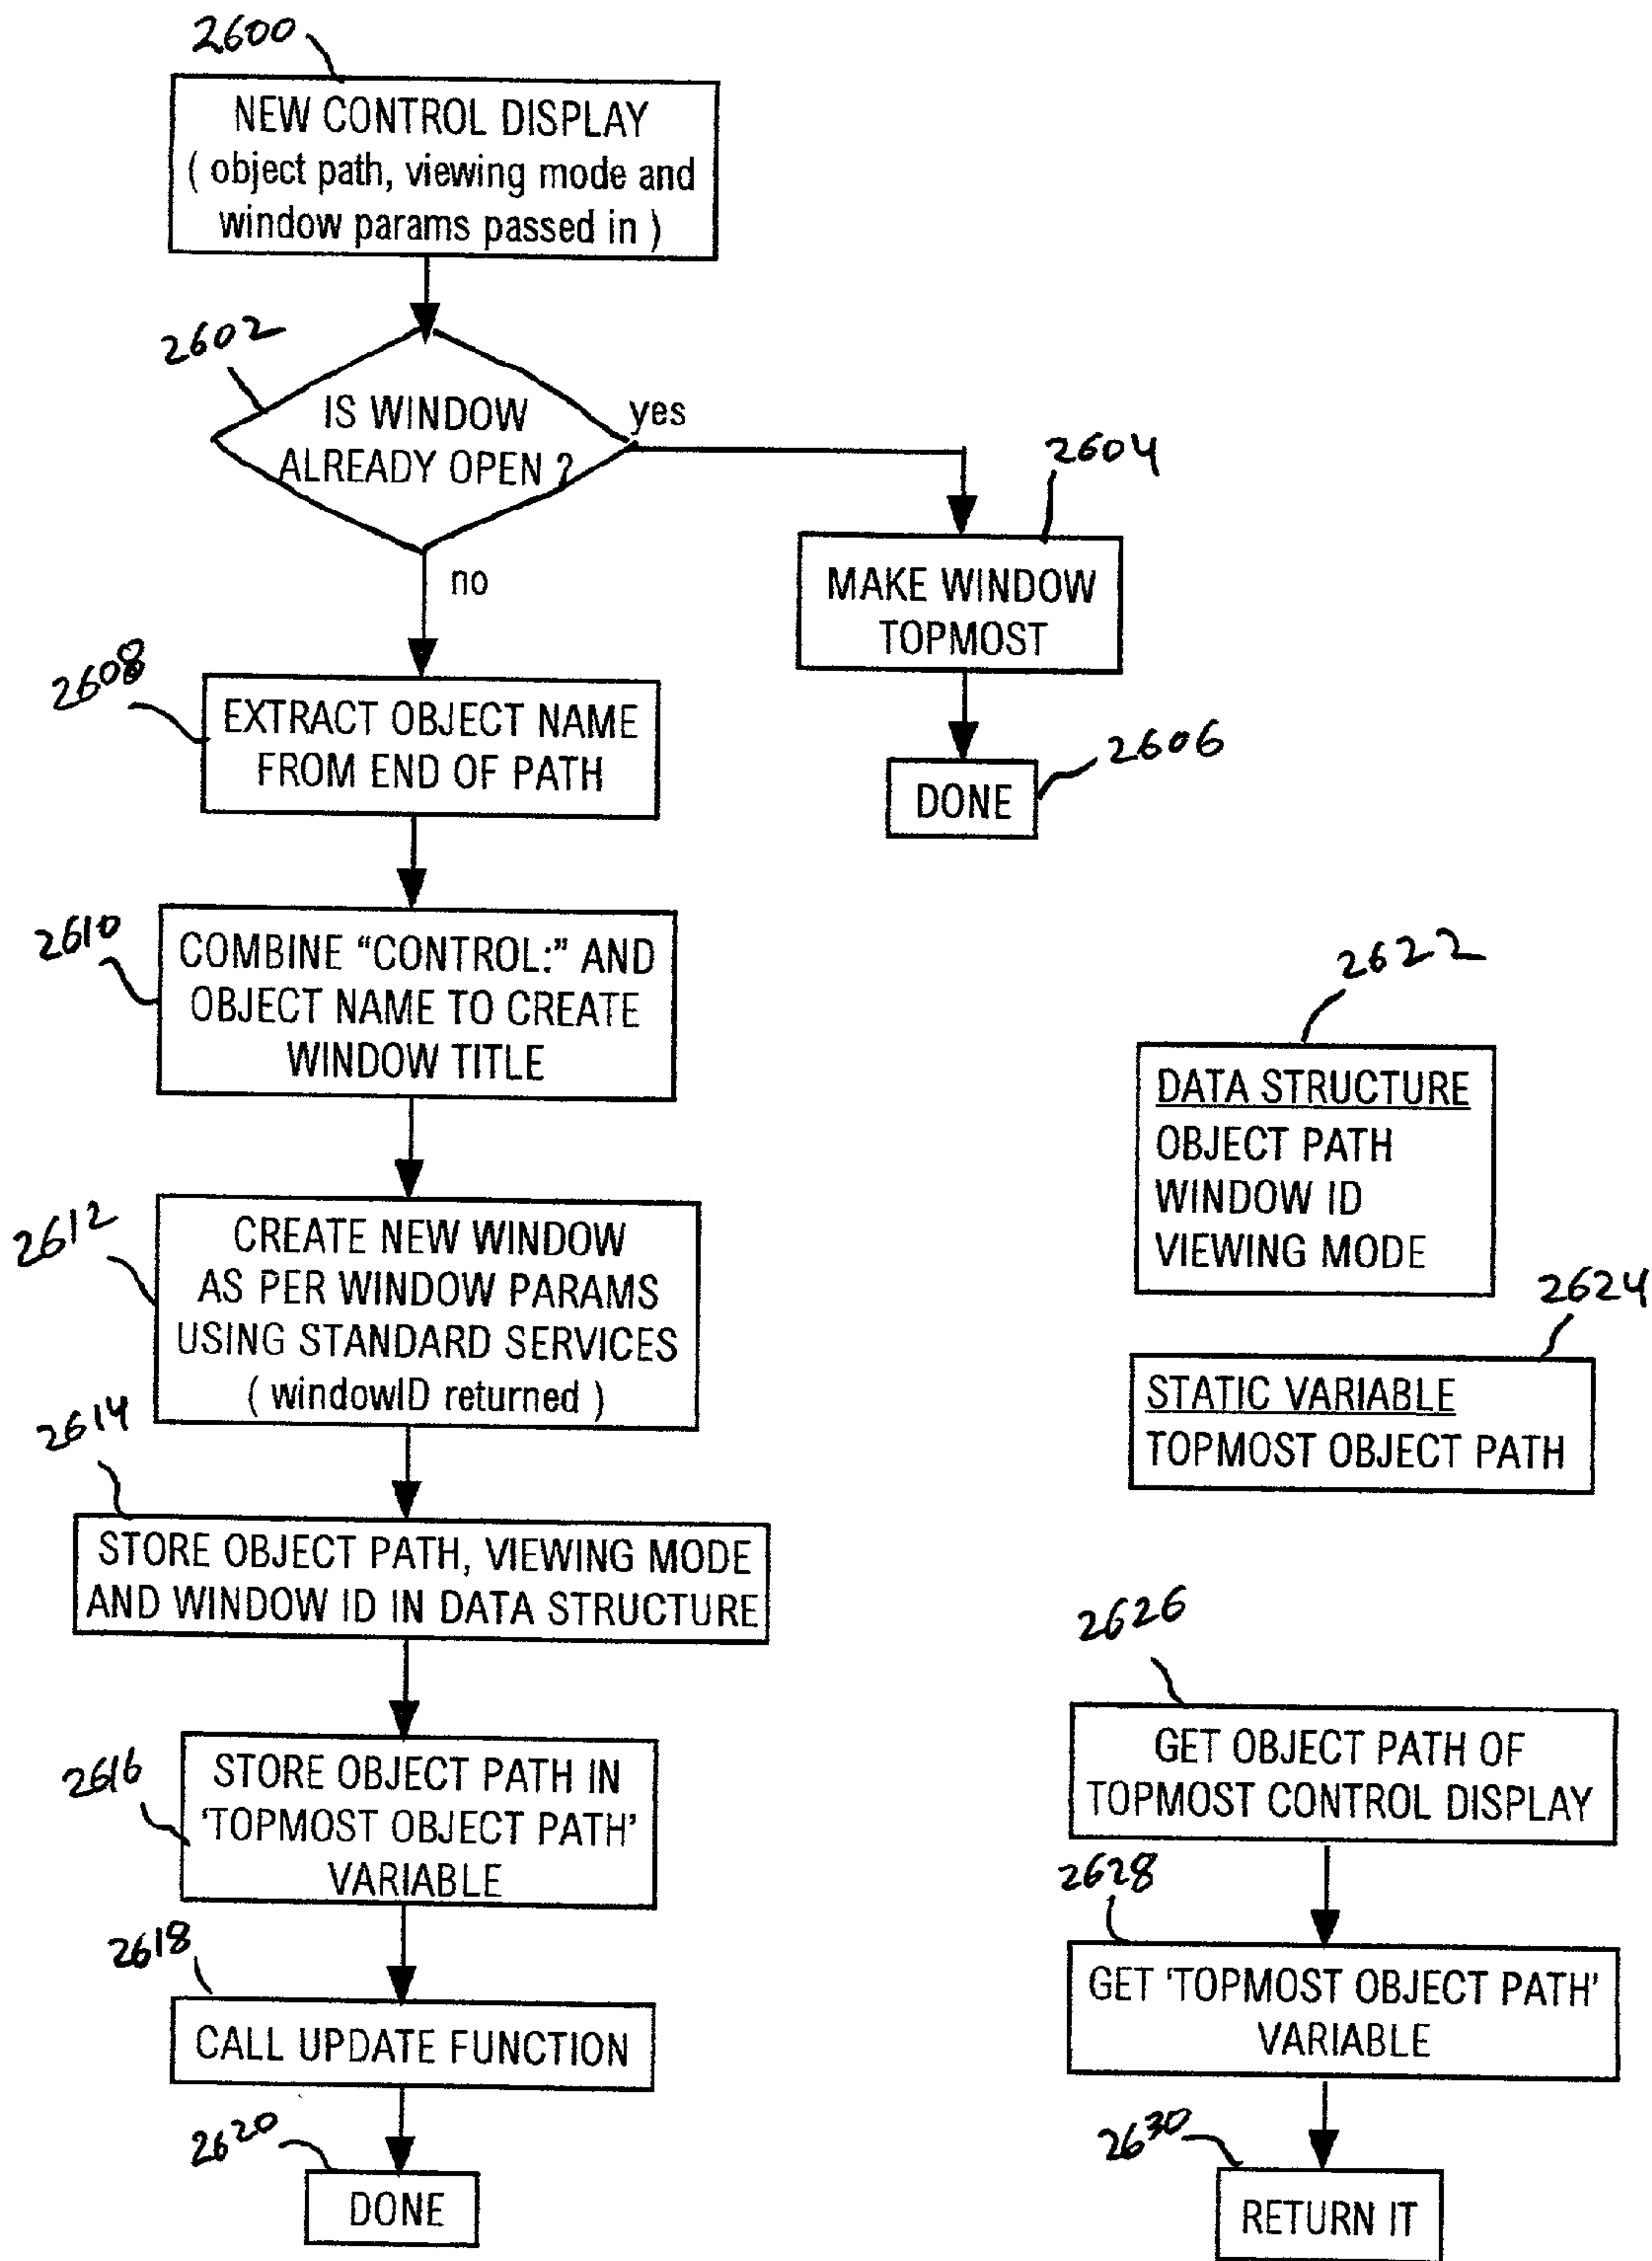 2600
NEW CONTROL DISPLAY
( object path, viewing mode and
window params passed in )
2602
IS WINDOW
ALREADY OPEN ?
yes
no
2604
MAKE WINDOW
TOPMOST
2606
DONE
2608
EXTRACT OBJECT NAME
FROM END OF PATH
2610
COMBINE “CONTROL:” AND
OBJECT NAME TO CREATE
WINDOW TITLE
2612
CREATE NEW WINDOW
AS PER WINDOW PARAMS
USING STANDARD SERVICES
( windowID returned )
2614
STORE OBJECT PATH, VIEWING MODE
AND WINDOW ID IN DATA STRUCTURE
2616
STORE OBJECT PATH IN
‘TOPMOST OBJECT PATH’
VARIABLE
2618
CALL UPDATE FUNCTION
2620
DONE
2622
DATA STRUCTURE
OBJECT PATH
WINDOW ID
VIEWING MODE
2624
STATIC VARIABLE
TOPMOST OBJECT PATH
2626
GET OBJECT PATH OF
TOPMOST CONTROL DISPLAY
2628
GET ‘TOPMOST OBJECT PATH’
VARIABLE
2630
RETURN IT